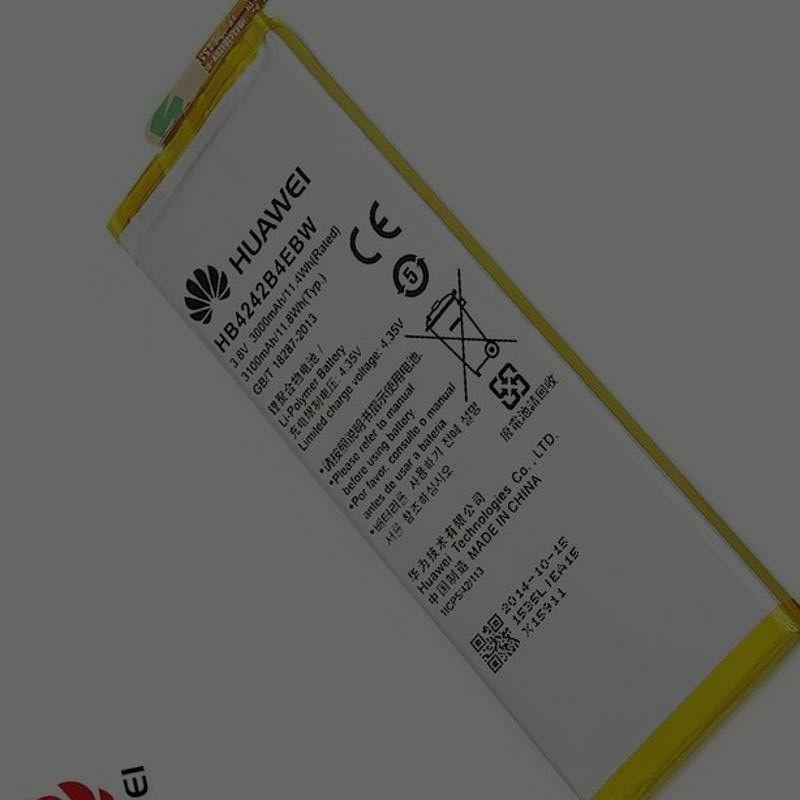 HUAWEI
HB4242B4EBW
3.8V 3000mAh/11.4Wh(Rated)
3100mAh/11.8Wh(Typ.)
GB/T 18287-2013
锂聚合物电池 /
Li-Polymer Battery
充电限制电压: 4.35V
Limited charge voltage: 4.35V
CE
5
•请按照说明书指示使用电池
•Please refer to manual
before using battery
•Por favor, consulte o manual
antes de usar a bateria
•배터리를 사용하기 전에 설명
서를 참조하십시오
廢電池請回收
华为技术有限公司
Huawei Technologies Co., LTD.
中国制造 MADE IN CHINA
1ICP5/42/113
2014-10-15
1535L1EA15
X15911
EI